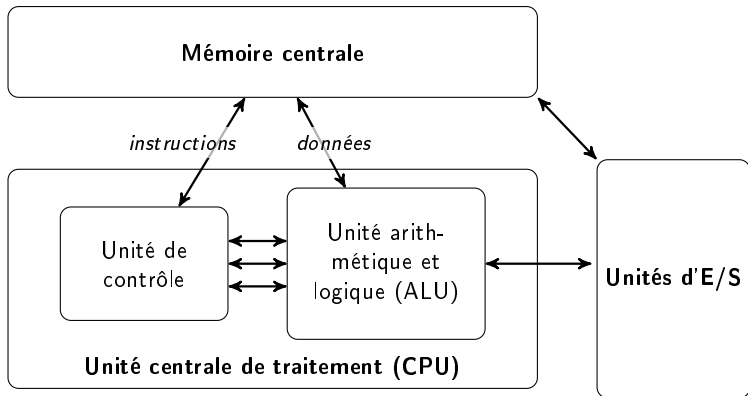 Mémoire centrale
instructions
données
Unité de
contrôle
Unité arith-
métique et
logique (ALU)
Unités d'E/S
Unité centrale de traitement (CPU)